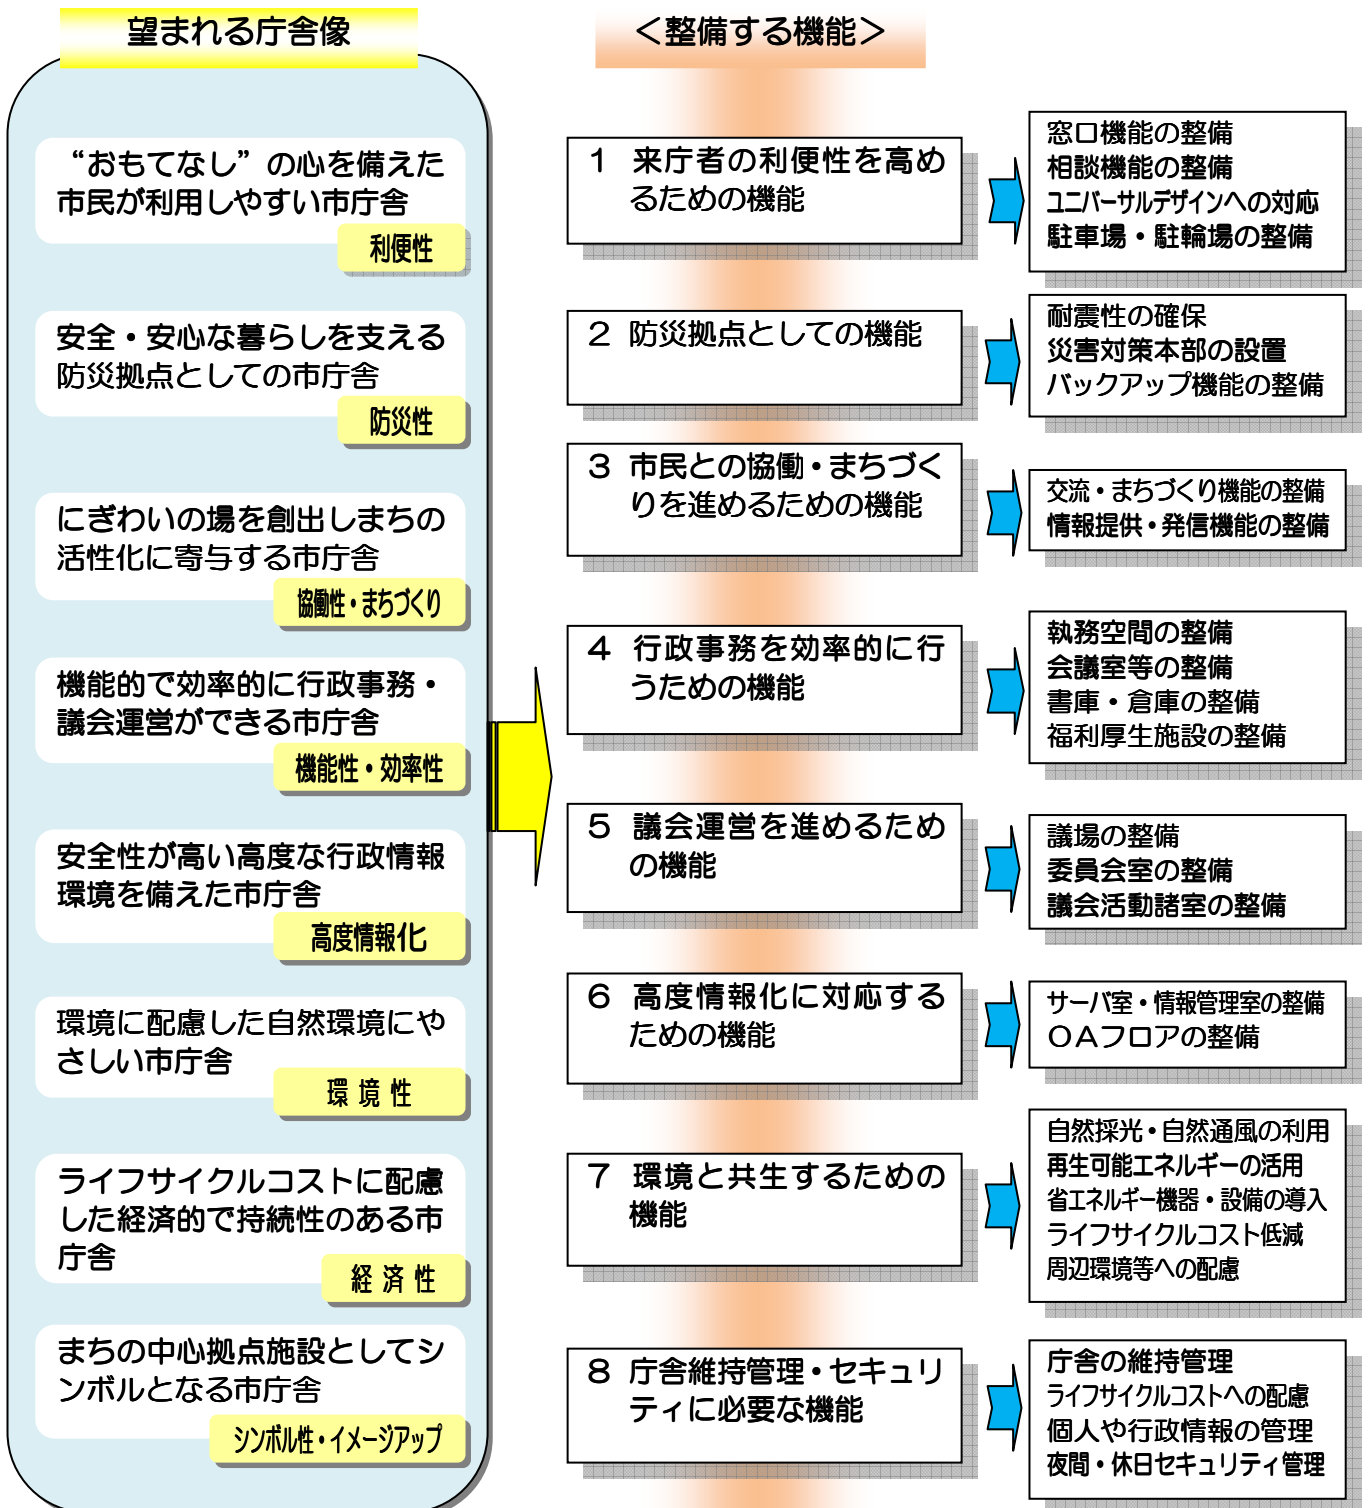 望まれる庁舎像
“おもてなし”の心を備えた
市民が利用しやすい市庁舎
利便性
安全・安心な暮らしを支える
防災拠点としての市庁舎
防災性
にぎわいの場を創出しまちの
活性化に寄与する市庁舎
協働性・まちづくり
機能的で効率的に行政事務・
議会運営ができる市庁舎
機能性・効率性
安全性が高い高度な行政情報
環境を備えた市庁舎
高度情報化
環境に配慮した自然環境にや
さしい市庁舎
環 境 性
ライフサイクルコストに配慮
した経済的で持続性のある市
庁舎
経 済 性
まちの中心拠点施設としてシ
ンボルとなる市庁舎
シンボル性・イメージアップ
＜整備する機能＞
１ 来庁者の利便性を高め
るための機能
窓口機能の整備
相談機能の整備
ユニバーサルデザインへの対応
駐車場・駐輪場の整備
２ 防災拠点としての機能
耐震性の確保
災害対策本部の設置
バックアップ機能の整備
３ 市民との協働・まちづく
りを進めるための機能
交流・まちづくり機能の整備
情報提供・発信機能の整備
４ 行政事務を効率的に行
うための機能
執務空間の整備
会議室等の整備
書庫・倉庫の整備
福利厚生施設の整備
５ 議会運営を進めるため
の機能
議場の整備
委員会室の整備
議会活動諸室の整備
６ 高度情報化に対応する
ための機能
サーバ室・情報管理室の整備
ＯＡフロアの整備
７ 環境と共生するための
機能
自然採光・自然通風の利用
再生可能エネルギーの活用
省エネルギー機器・設備の導入
ライフサイクルコスト低減
周辺環境等への配慮
８ 庁舎維持管理・セキュリ
ティに必要な機能
庁舎の維持管理
ライフサイクルコストへの配慮
個人や行政情報の管理
夜間・休日セキュリティ管理